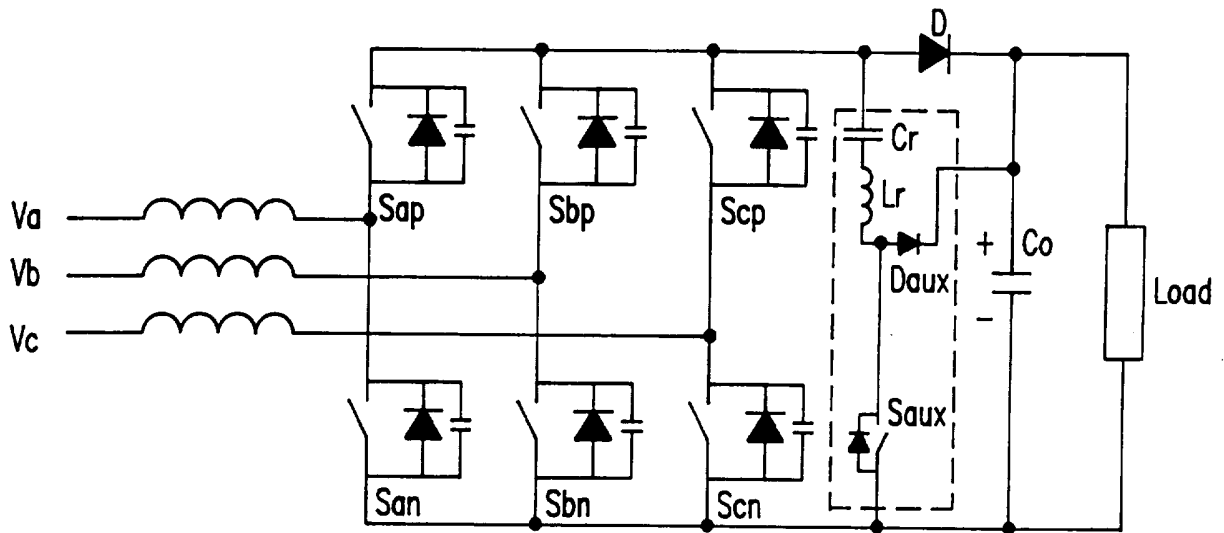 D
Cr
Sap
Sbp
Scp
Lr
Va
Vb
Vc
Daux
+
Co
-
Load
Saux
San
Sbn
Scn